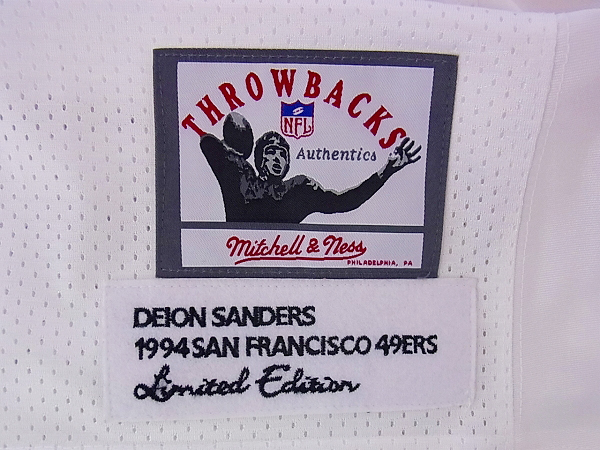 THROWBACKS
NFL
Authentics
Mitchell & Ness
PHILADELPHIA, PA
DEION SANDERS
1994 SAN FRANCISCO 49ERS
Limited Edition